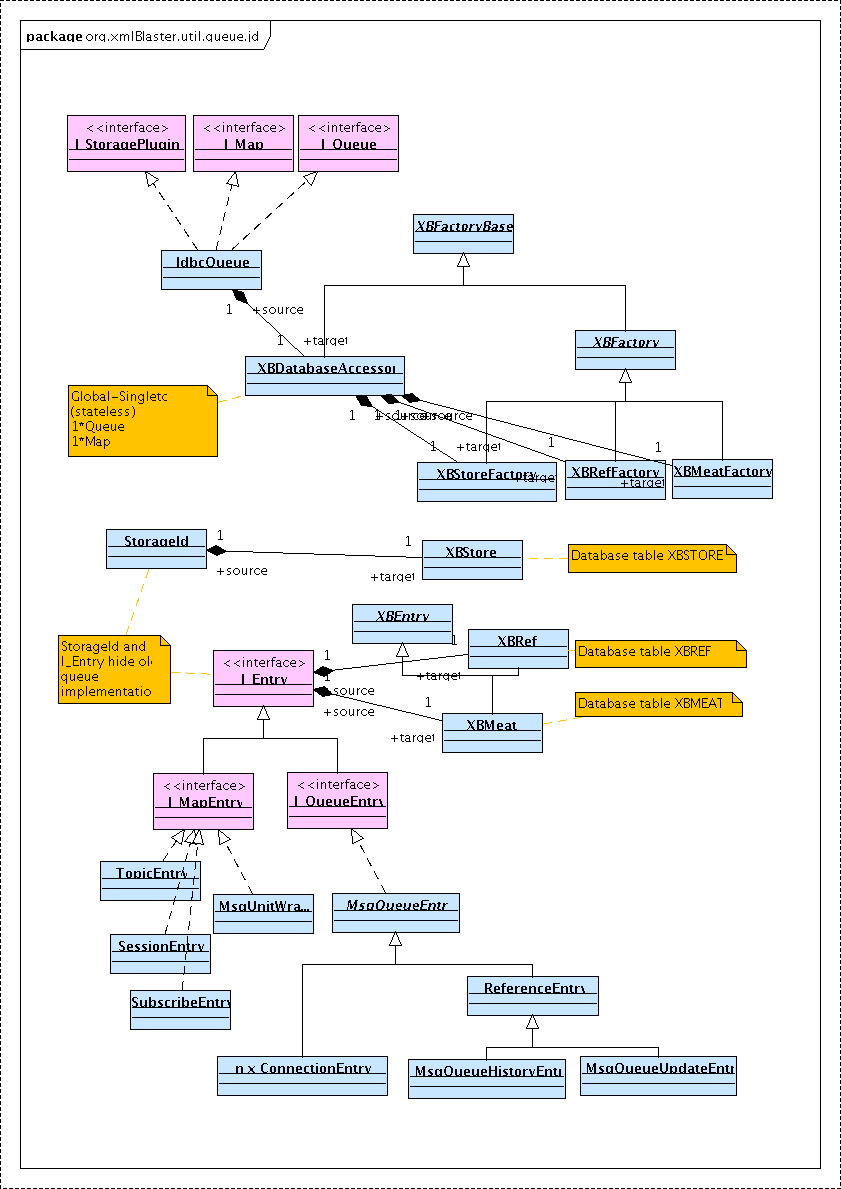 package org.xmlBlaster.util.queue.jd
<<interface>>
I_StoragePlugin
<<interface>>
I_Map
<<interface>>
I_Queue
XBFactoryBase
JdbcQueue
1
+source
1
+target
XBFactory
XBDatabaseAccessor
Global-Singletc
(stateless)
1*Queue
1*Map
1
+source
1
+target
1
+source
1
+target
1
+source
1
+target
XBStoreFactory
XBRefFactory
XBMeatFactory
StorageId
1
+source
1
+target
XBStore
Database table XBSTORE
XBEntry
XBRef
Database table XBREF
StorageId and
I_Entry hide ol
queue
implementatio
<<interface>>
I_Entry
1
+source
1
+target
1
+source
1
+target
XBMeat
Database table XBMEAT
<<interface>>
I_MapEntry
<<interface>>
I_QueueEntry
TopicEntry
MsgUnitWra...
MsgQueueEntr
SessionEntry
SubscribeEntry
ReferenceEntry
n x ConnectionEntry
MsgQueueHistoryEntr
MsgQueueUpdateEntr